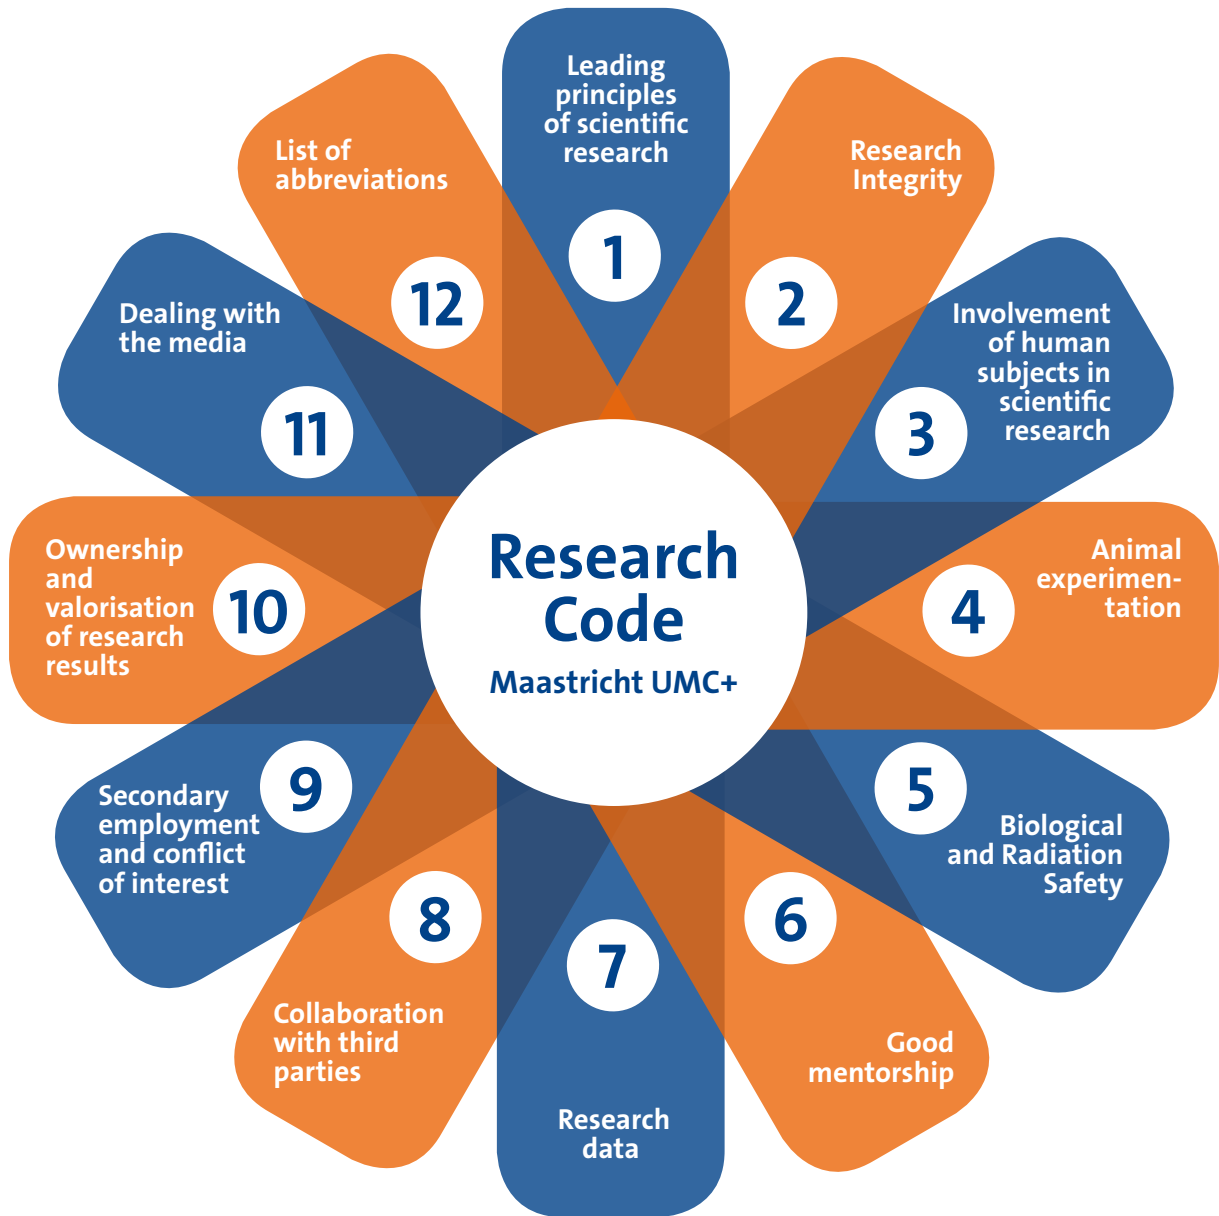 Research
Code
Maastricht UMC+
Leading
principles
of scientific
research
1
Research
Integrity
2
Involvement
of human
subjects in
scientific
research
3
Animal
experimen-
tation
4
5
Biological
and Radiation
Safety
6
Good
mentorship
7
Research
data
8
Collaboration
with third
parties
9
Secondary
employment
and conflict
of interest
Ownership
and
valorisation
of research
results
10
Dealing with
the media
11
List of
abbreviations
12